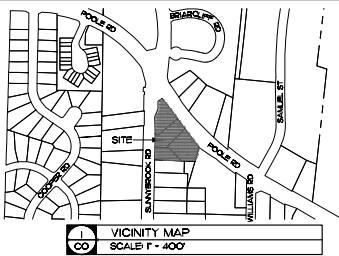 POOLE RD
BRIARCLIFF RD
SAMUEL ST
SITE
POOLE RD
COOPER RD
SUNNYBROOK RD
WILLIAMS RD
1
CO
VICINITY MAP
SCALE: 1" - 400'